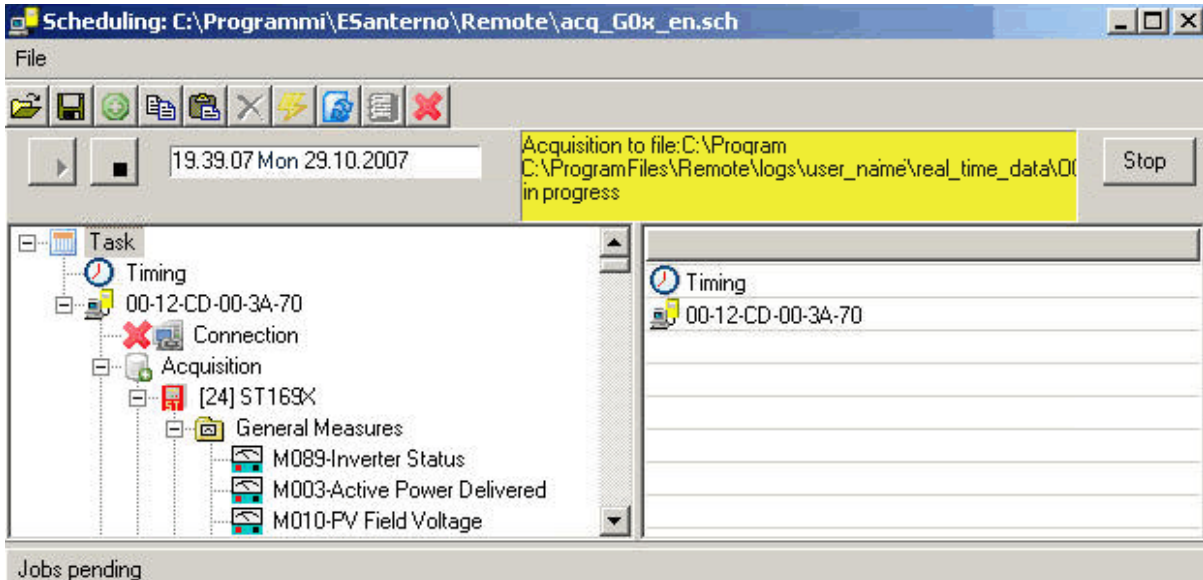 Scheduling: C:\Programmi\ESanterno\Remote\acq_G0x_en.sch
File
19.39.07 Mon 29.10.2007
Acquisition to file:C:\Program
C:\ProgramFiles\Remote\logs\user_name\real_time_data\00
in progress
Stop
Task
Timing
00-12-CD-00-3A-70
Connection
Acquisition
[24] ST169X
General Measures
M089-Inverter Status
M003-Active Power Delivered
M010-PV Field Voltage
Timing
00-12-CD-00-3A-70
Jobs pending